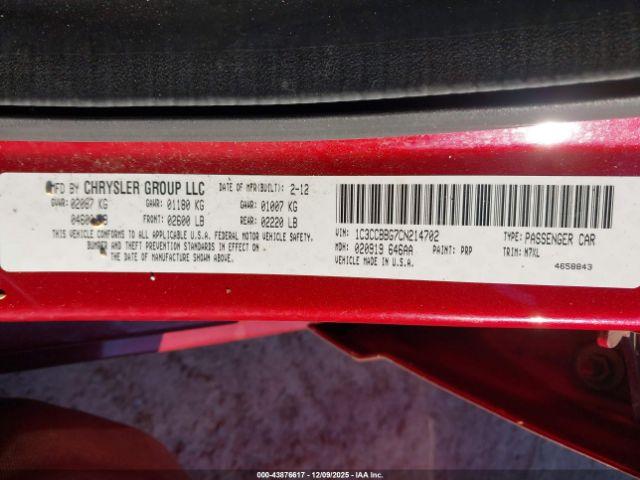 MFD BY CHRYSLER GROUP LLC DATE OF MFR(BUILT): 2-12
GVWR: 02087 KG GAWR: 01180 KG GAWR: 01007 KG
FRONT: 02600 LB REAR: 02220 LB
THIS VEHICLE CONFORMS TO ALL APPLICABLE U.S.A. FEDERAL MOTOR VEHICLE SAFETY,
BUMPER AND THEFT PREVENTION STANDARDS IN EFFECT ON
THE DATE OF MANUFACTURE SHOWN ABOVE.
VIN: 1C3CCBBG7CN214702 TYPE: PASSENGER CAR
MDH: 020919 646AA PAINT: PRP TRIM: M7XL
VEHICLE MADE IN U.S.A. 4658843
000-43876617 - 12/09/2025 - IAA Inc.